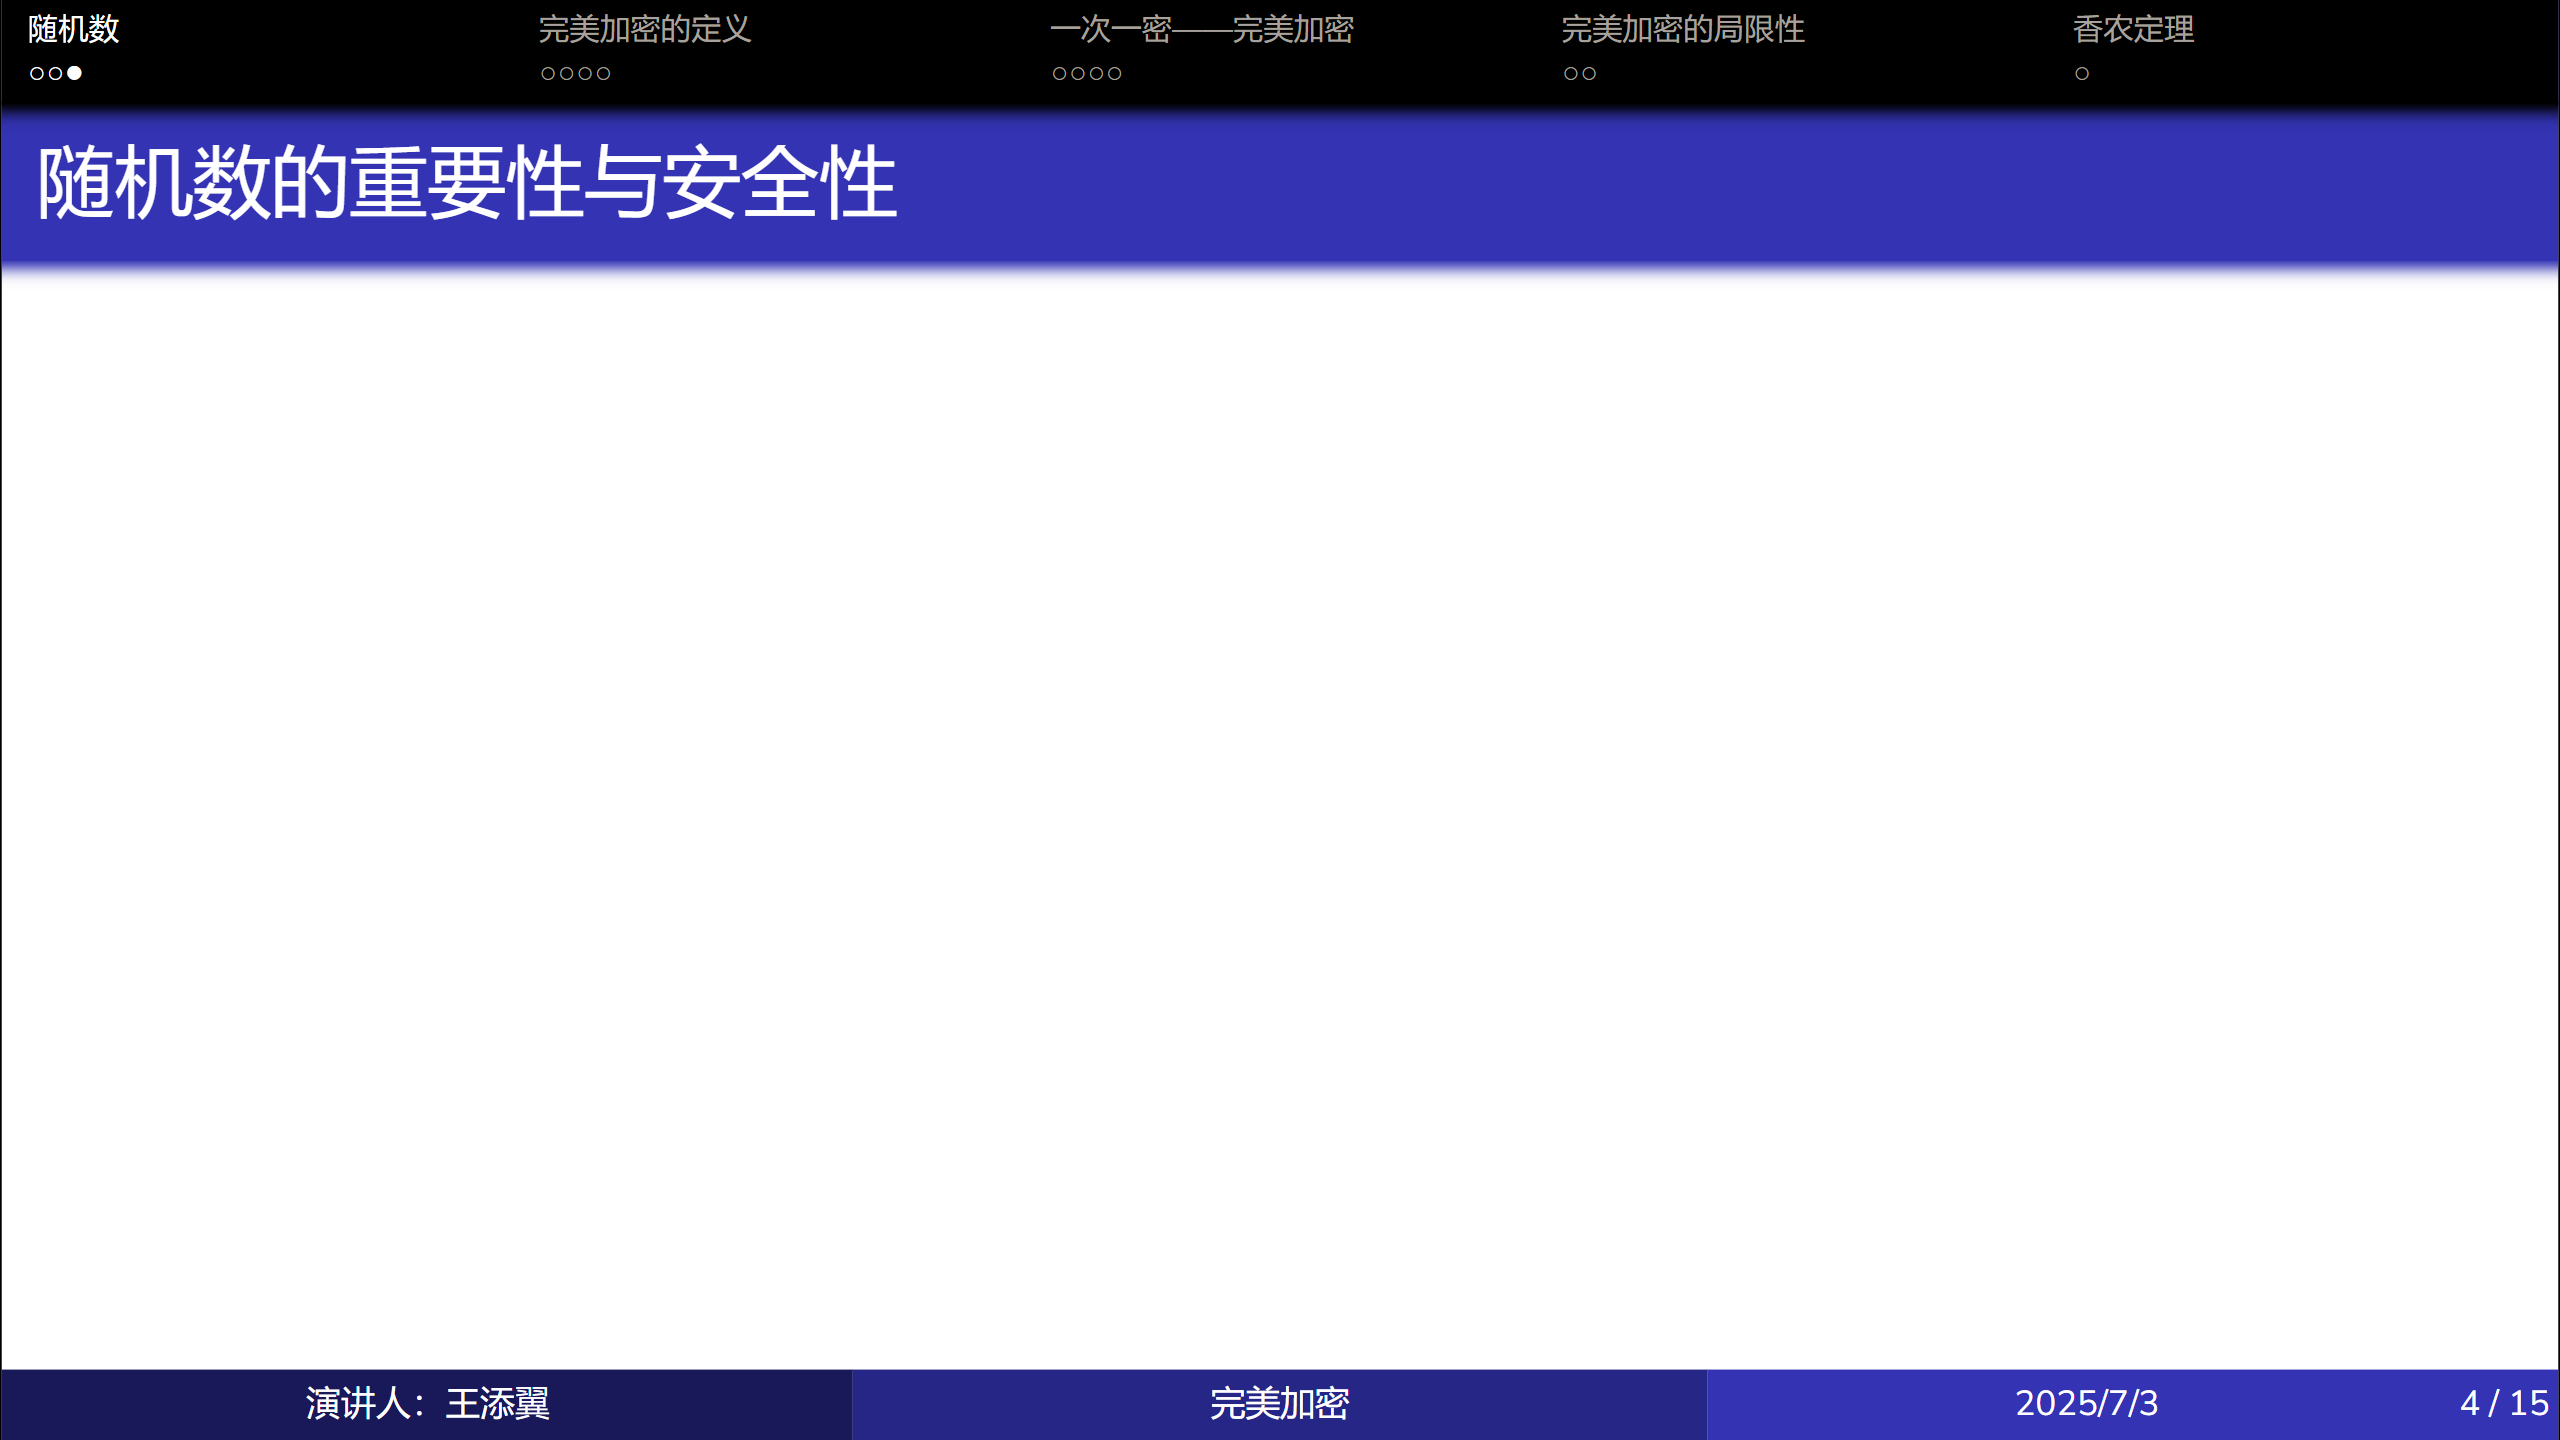 随机数 完美加密的定义 一次一密——完美加密 完美加密的局限性 香农定理
随机数的重要性与安全性
演讲人：王添翼 完美加密 2025/7/3 4 / 15